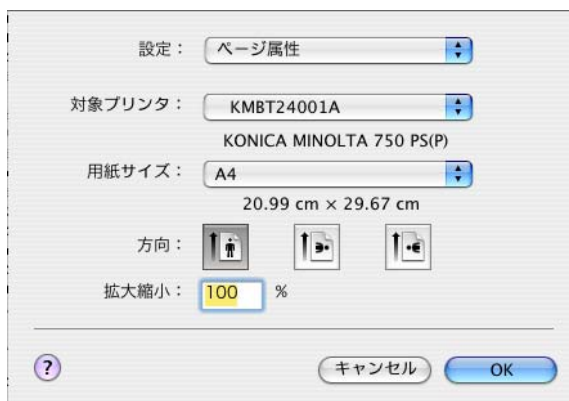 設定： ページ属性
対象プリンタ： KMBT24001A
KONICA MINOLTA 750 PS(P)
用紙サイズ： A4
20.99 cm × 29.67 cm
方向：
拡大縮小： 100 %
? キャンセル OK